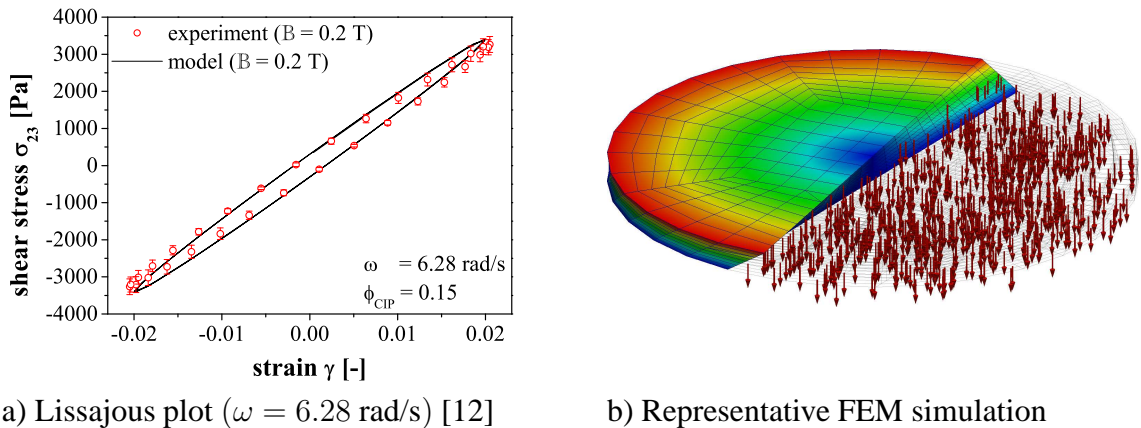 4000
3000
2000
1000
0
-1000
-2000
-3000
-4000
shear stress σ₂₃ [Pa]
experiment (B = 0.2 T)
model (B = 0.2 T)
ω = 6.28 rad/s
ϕ_CIP = 0.15
-0.02 -0.01 0.00 0.01 0.02
strain γ [-]
a) Lissajous plot (ω = 6.28 rad/s) [12]
b) Representative FEM simulation